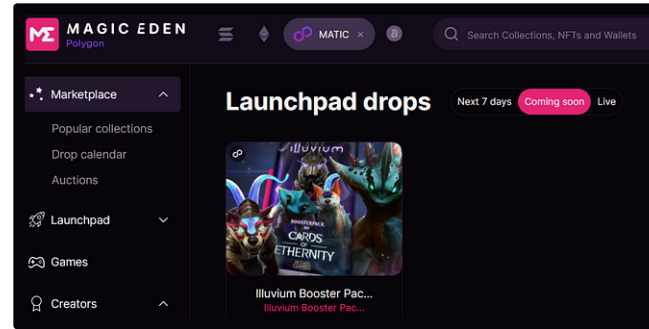 MAGIC EDEN
Polygon
MATIC ×
Search Collections, NFTs and Wallets
Marketplace
Popular collections
Drop calendar
Auctions
Launchpad
Games
Creators
Launchpad drops
Next 7 days Coming soon Live
illuvium
BOOSTERPACK
CARDS
OF
ETHERNITY
Illuvium Booster Pac...
Illuvium Booster Pac...